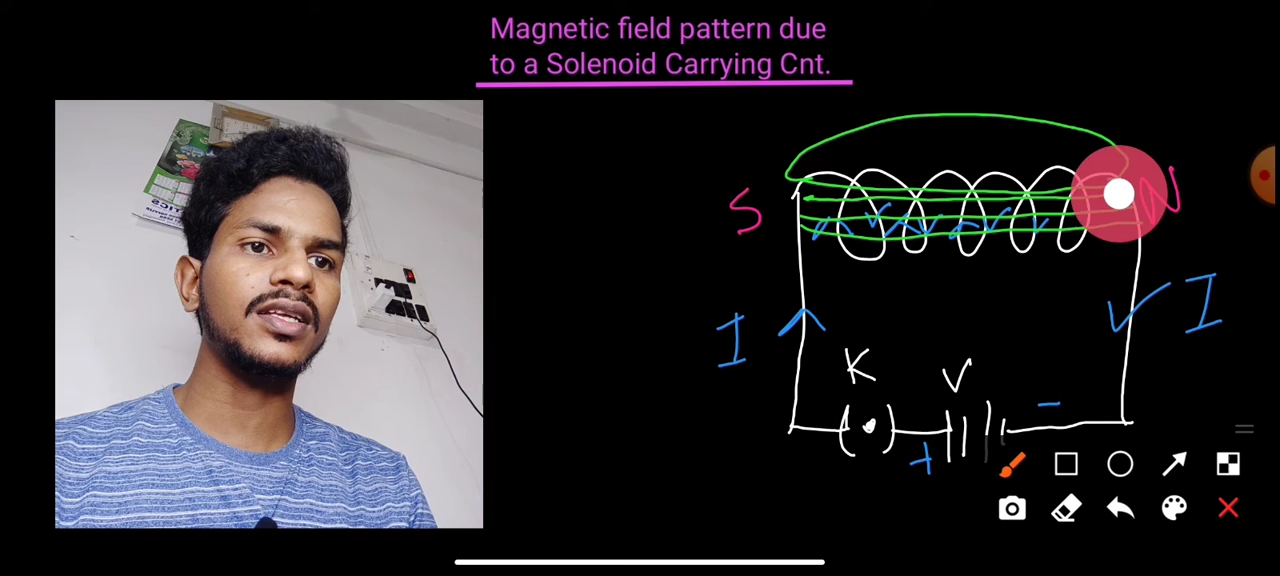 Magnetic field pattern due
to a Solenoid Carrying Cnt.
S
N
I
I
K
V
+
-